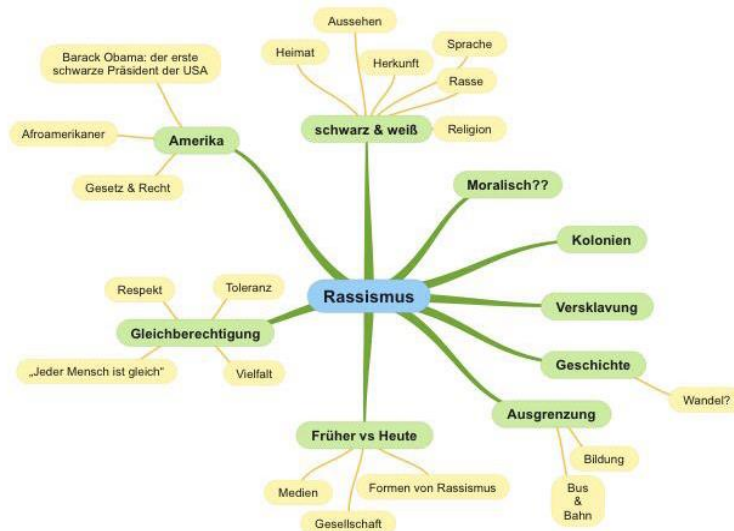 Aussehen
Sprache
Heimat
Herkunft
Rasse
Barack Obama: der erste
schwarze Präsident der USA
Afroamerikaner
Amerika
schwarz & weiß
Religion
Gesetz & Recht
Moralisch??
Kolonien
Rassismus
Versklavung
Respekt
Toleranz
Gleichberechtigung
„Jeder Mensch ist gleich“
Vielfalt
Geschichte
Wandel?
Ausgrenzung
Bildung
Bus
&
Bahn
Früher vs Heute
Medien
Formen von Rassismus
Gesellschaft